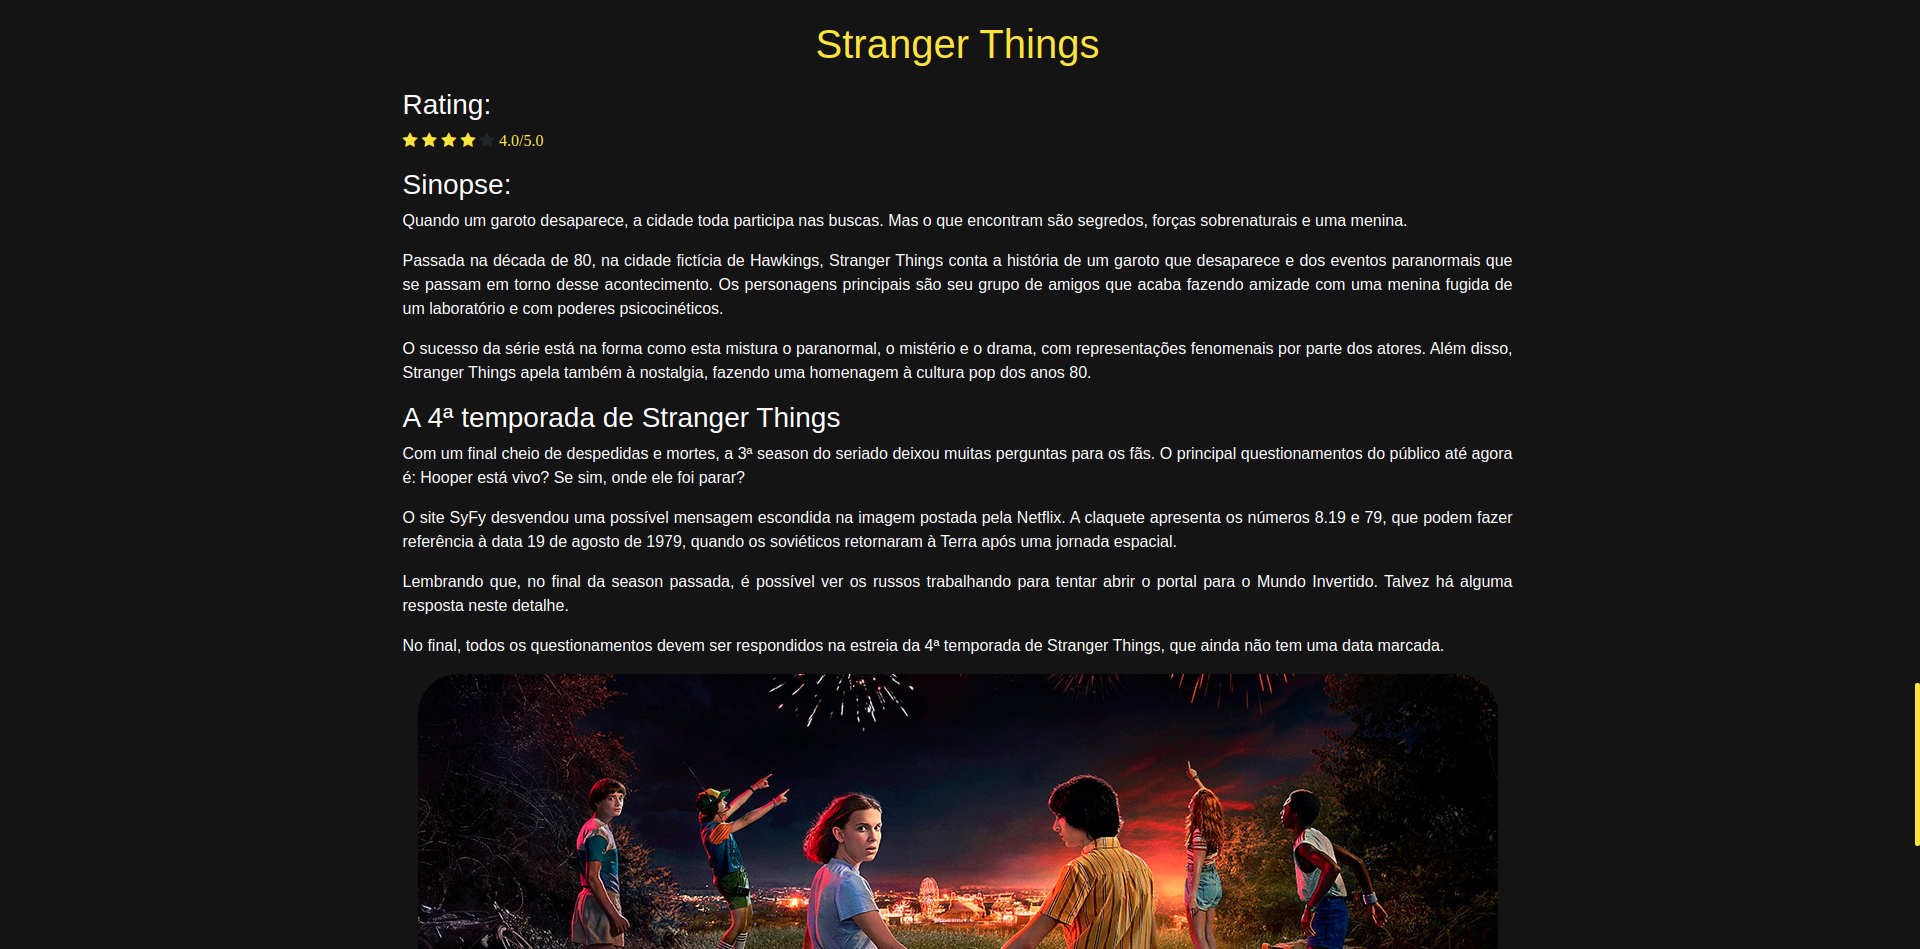 Stranger Things
Rating:
4.0/5.0
Sinopse:
Quando um garoto desaparece, a cidade toda participa nas buscas. Mas o que encontram são segredos, forças sobrenaturais e uma menina.
Passada na década de 80, na cidade fictícia de Hawkings, Stranger Things conta a história de um garoto que desaparece e dos eventos paranormais que
se passam em torno desse acontecimento. Os personagens principais são seu grupo de amigos que acaba fazendo amizade com uma menina fugida de
um laboratório e com poderes psicocinéticos.
O sucesso da série está na forma como esta mistura o paranormal, o mistério e o drama, com representações fenomenais por parte dos atores. Além disso,
Stranger Things apela também à nostalgia, fazendo uma homenagem à cultura pop dos anos 80.
A 4ª temporada de Stranger Things
Com um final cheio de despedidas e mortes, a 3ª season do seriado deixou muitas perguntas para os fãs. O principal questionamentos do público até agora
é: Hooper está vivo? Se sim, onde ele foi parar?
O site SyFy desvendou uma possível mensagem escondida na imagem postada pela Netflix. A claquete apresenta os números 8.19 e 79, que podem fazer
referência à data 19 de agosto de 1979, quando os soviéticos retornaram à Terra após uma jornada espacial.
Lembrando que, no final da season passada, é possível ver os russos trabalhando para tentar abrir o portal para o Mundo Invertido. Talvez há alguma
resposta neste detalhe.
No final, todos os questionamentos devem ser respondidos na estreia da 4ª temporada de Stranger Things, que ainda não tem uma data marcada.